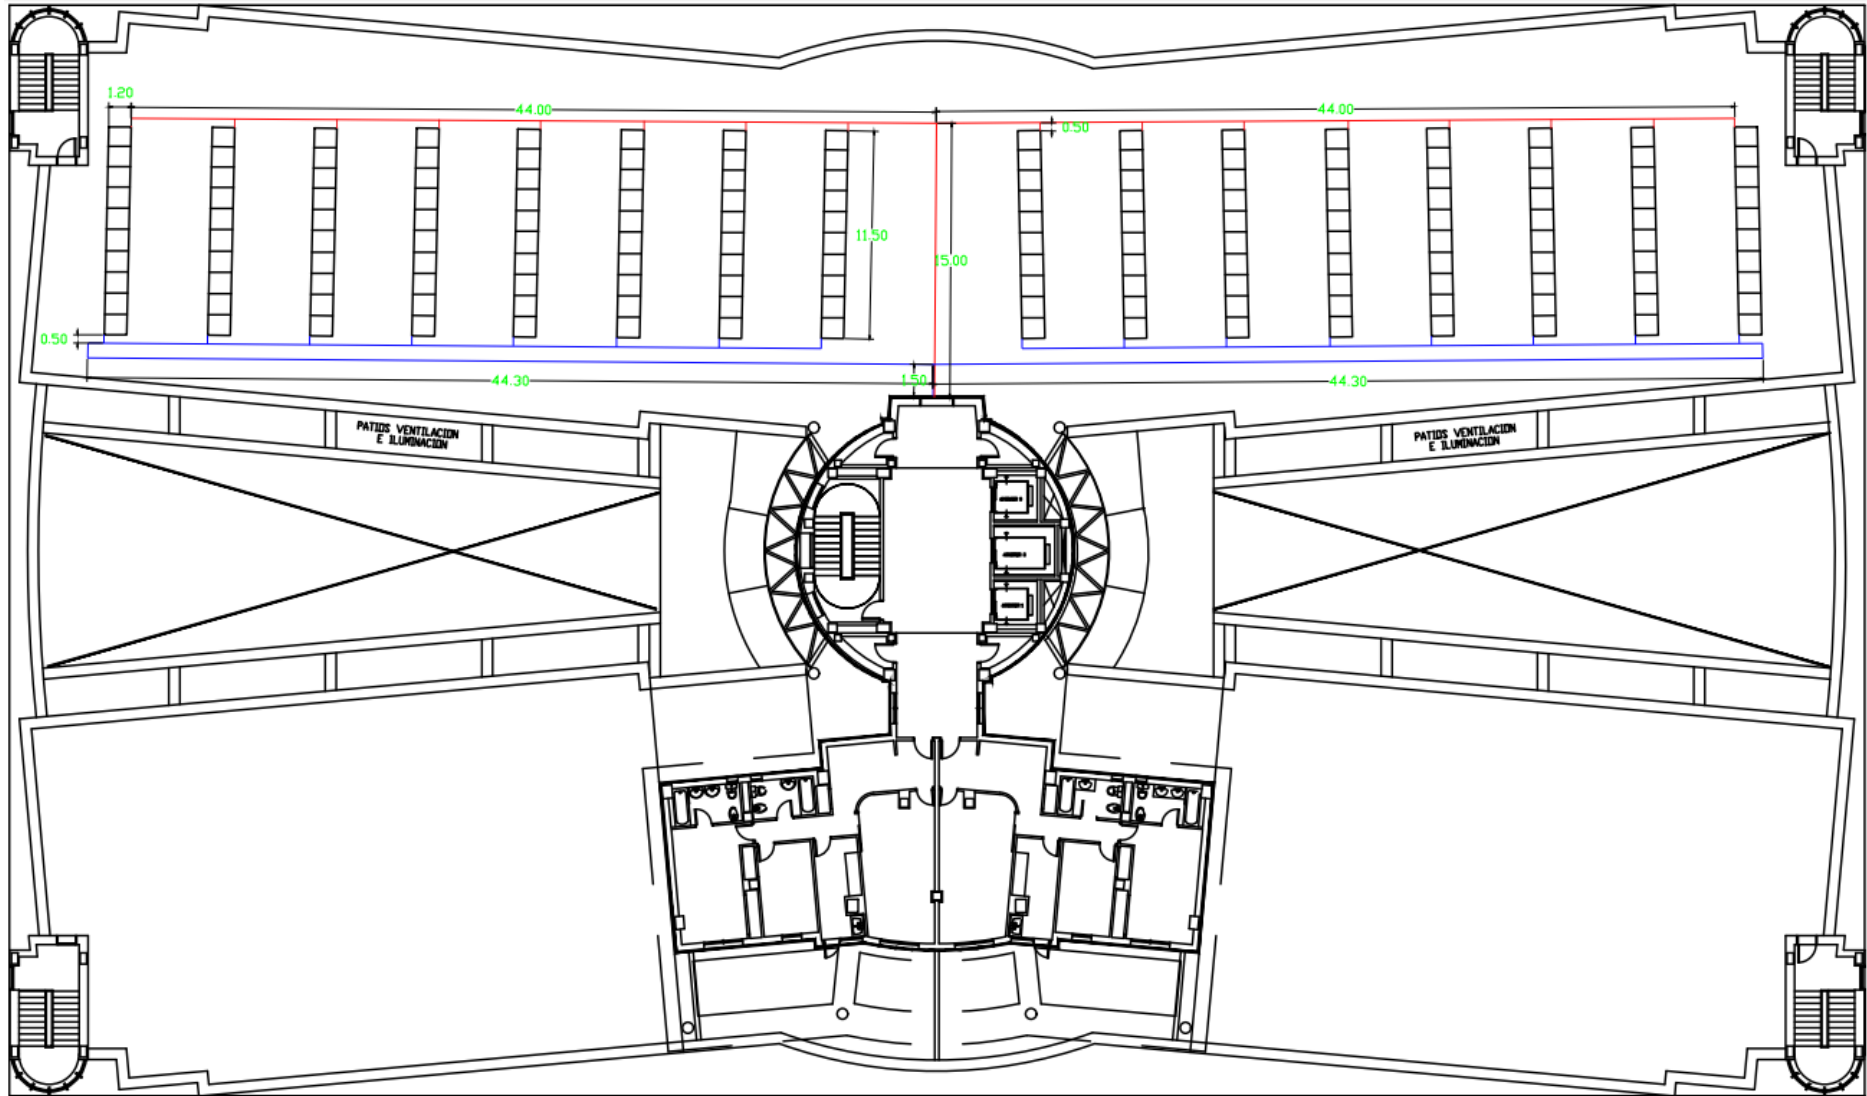 1.20
44.00
44.00
0.50
11.50
15.00
0.50
44.30
1.50
44.30
PATIOS VENTILACION
E ILUMINACION
PATIOS VENTILACION
E ILUMINACION